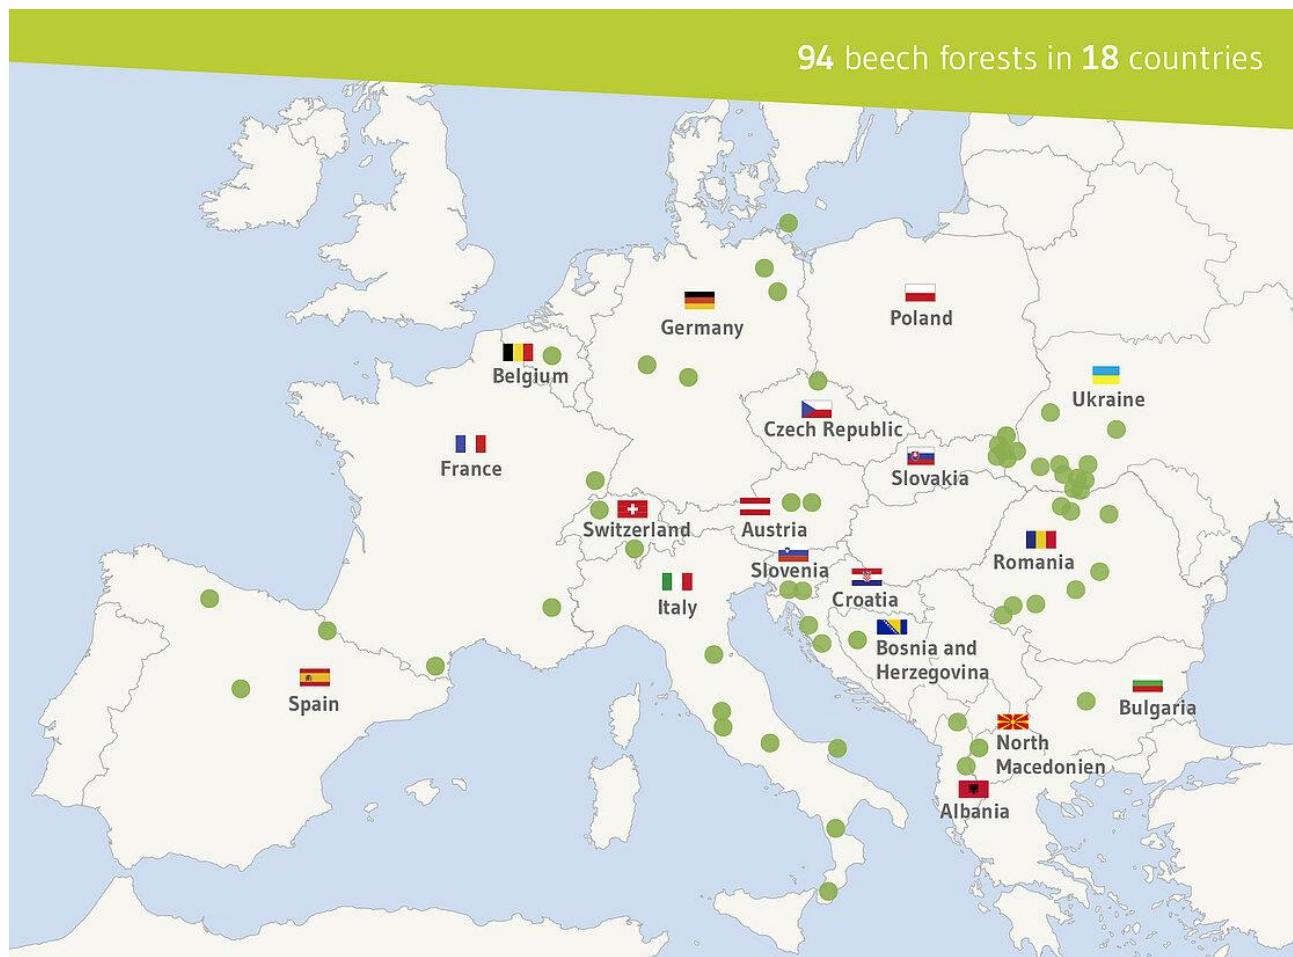 94 beech forests in 18 countries
Germany
Poland
Belgium
Ukraine
Czech Republic
France
Slovakia
Switzerland
Austria
Romania
Slovenia
Croatia
Italy
Bosnia and
Herzegovina
Spain
Bulgaria
North
Macedonien
Albania